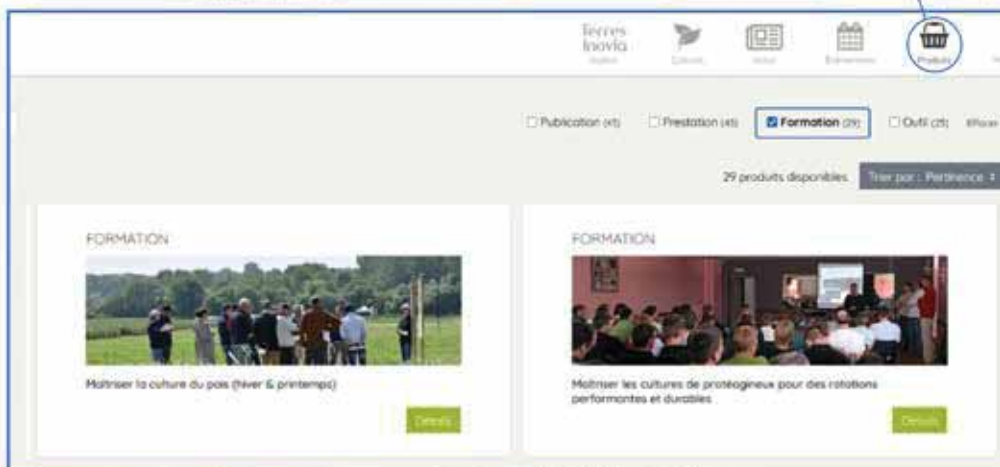 Terres
Inovia
Produits
Publication (45)
Prestation (45)
Formation (29)
Outil (25)
Effacer
29 produits disponibles
Trier par : Pertinence
FORMATION
Maîtriser la culture du pois (hiver & printemps)
Détails
FORMATION
Maîtriser les cultures de protéagineux pour des rotations
performantes et durables
Détails